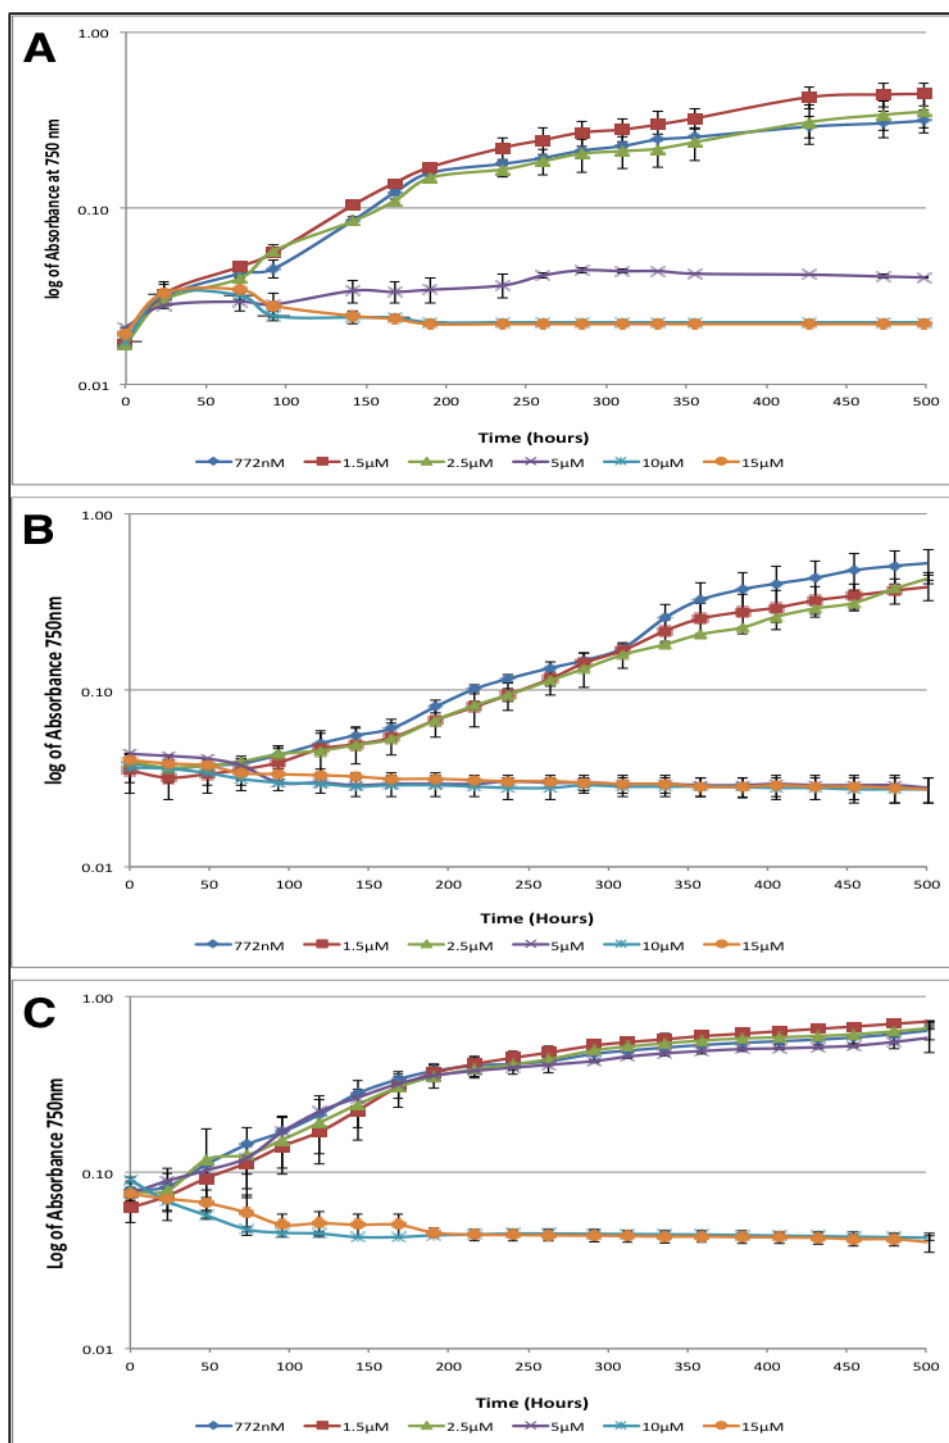 A
1.00
0.10
0.01
log of Absorbance at 750 nm
0 50 100 150 200 250 300 350 400 450 500
Time (hours)
772nM 1.5µM 2.5µM 5µM 10µM 15µM
B
1.00
0.10
0.01
log of Absorbance 750nm
0 50 100 150 200 250 300 350 400 450 500
Time (Hours)
772nM 1.5µM 2.5µM 5µM 10µM 15µM
C
1.00
0.10
0.01
Log of Absorbance 750nm
0 50 100 150 200 250 300 350 400 450 500
Time (Hours)
772nM 1.5µM 2.5µM 5µM 10µM 15µM